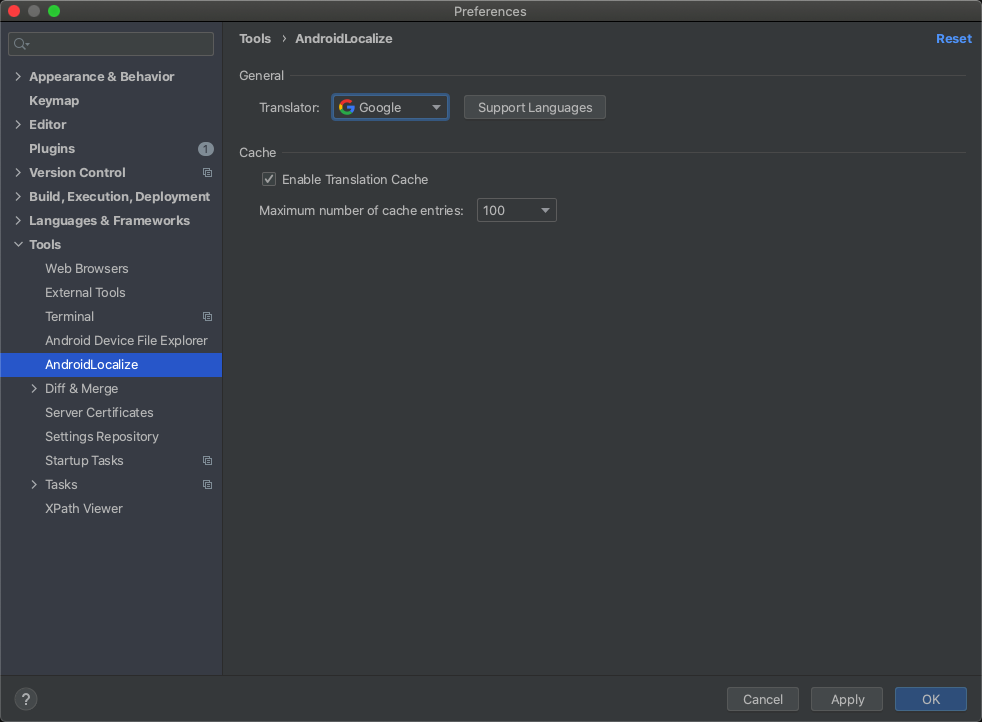 Preferences
Tools › AndroidLocalize
Reset
Appearance & Behavior
Keymap
Editor
Plugins 1
Version Control
Build, Execution, Deployment
Languages & Frameworks
Tools
Web Browsers
External Tools
Terminal
Android Device File Explorer
AndroidLocalize
Diff & Merge
Server Certificates
Settings Repository
Startup Tasks
Tasks
XPath Viewer
General
Translator: Google Support Languages
Cache
Enable Translation Cache
Maximum number of cache entries: 100
?
Cancel Apply OK